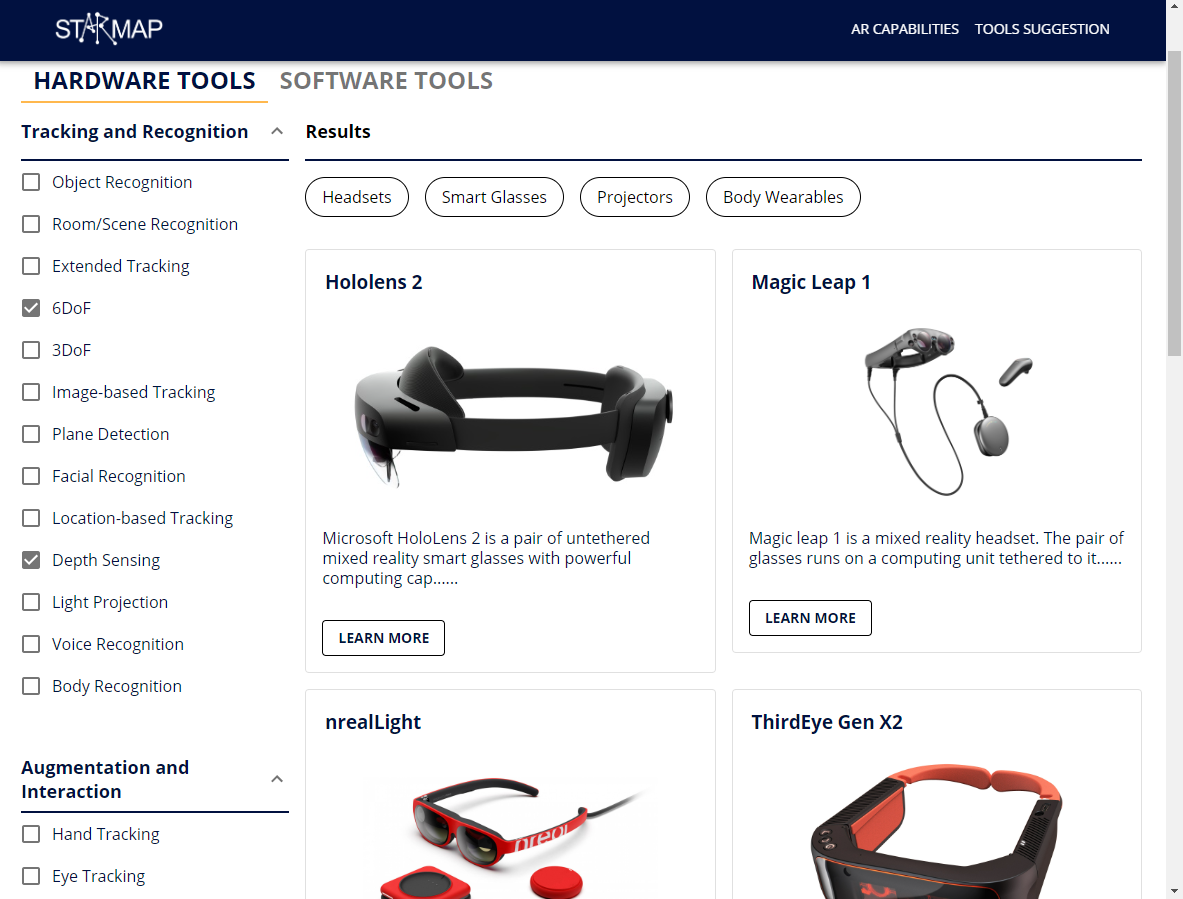 STARMAP
AR CAPABILITIES
TOOLS SUGGESTION
HARDWARE TOOLS
SOFTWARE TOOLS
Tracking and Recognition
Object Recognition
Room/Scene Recognition
Extended Tracking
6DoF
3DoF
Image-based Tracking
Plane Detection
Facial Recognition
Location-based Tracking
Depth Sensing
Light Projection
Voice Recognition
Body Recognition
Augmentation and
Interaction
Hand Tracking
Eye Tracking
Results
Headsets
Smart Glasses
Projectors
Body Wearables
Hololens 2
Microsoft HoloLens 2 is a pair of untethered
mixed reality smart glasses with powerful
computing cap......
LEARN MORE
Magic Leap 1
Magic leap 1 is a mixed reality headset. The pair of
glasses runs on a computing unit tethered to it......
LEARN MORE
nrealLight
nreal
ThirdEye Gen X2